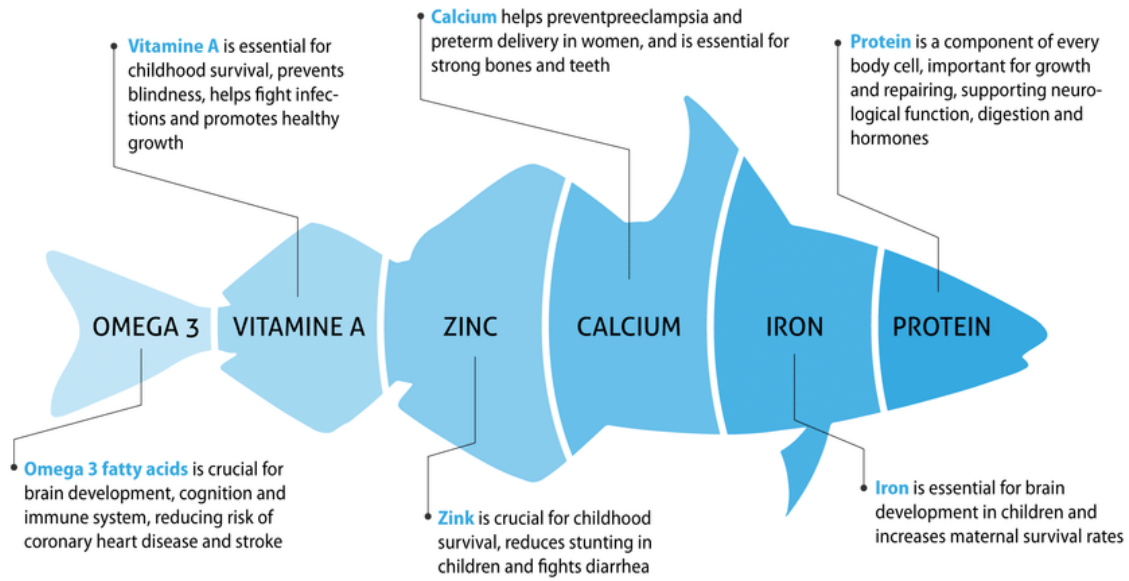 Vitamine A is essential for
childhood survival, prevents
blindness, helps fight infec-
tions and promotes healthy
growth
Calcium helps preventpreeclampsia and
preterm delivery in women, and is essential for
strong bones and teeth
Protein is a component of every
body cell, important for growth
and repairing, supporting neuro-
logical function, digestion and
hormones
OMEGA 3
VITAMINE A
ZINC
CALCIUM
IRON
PROTEIN
Omega 3 fatty acids is crucial for
brain development, cognition and
immune system, reducing risk of
coronary heart disease and stroke
Zink is crucial for childhood
survival, reduces stunting in
children and fights diarrhea
Iron is essential for brain
development in children and
increases maternal survival rates